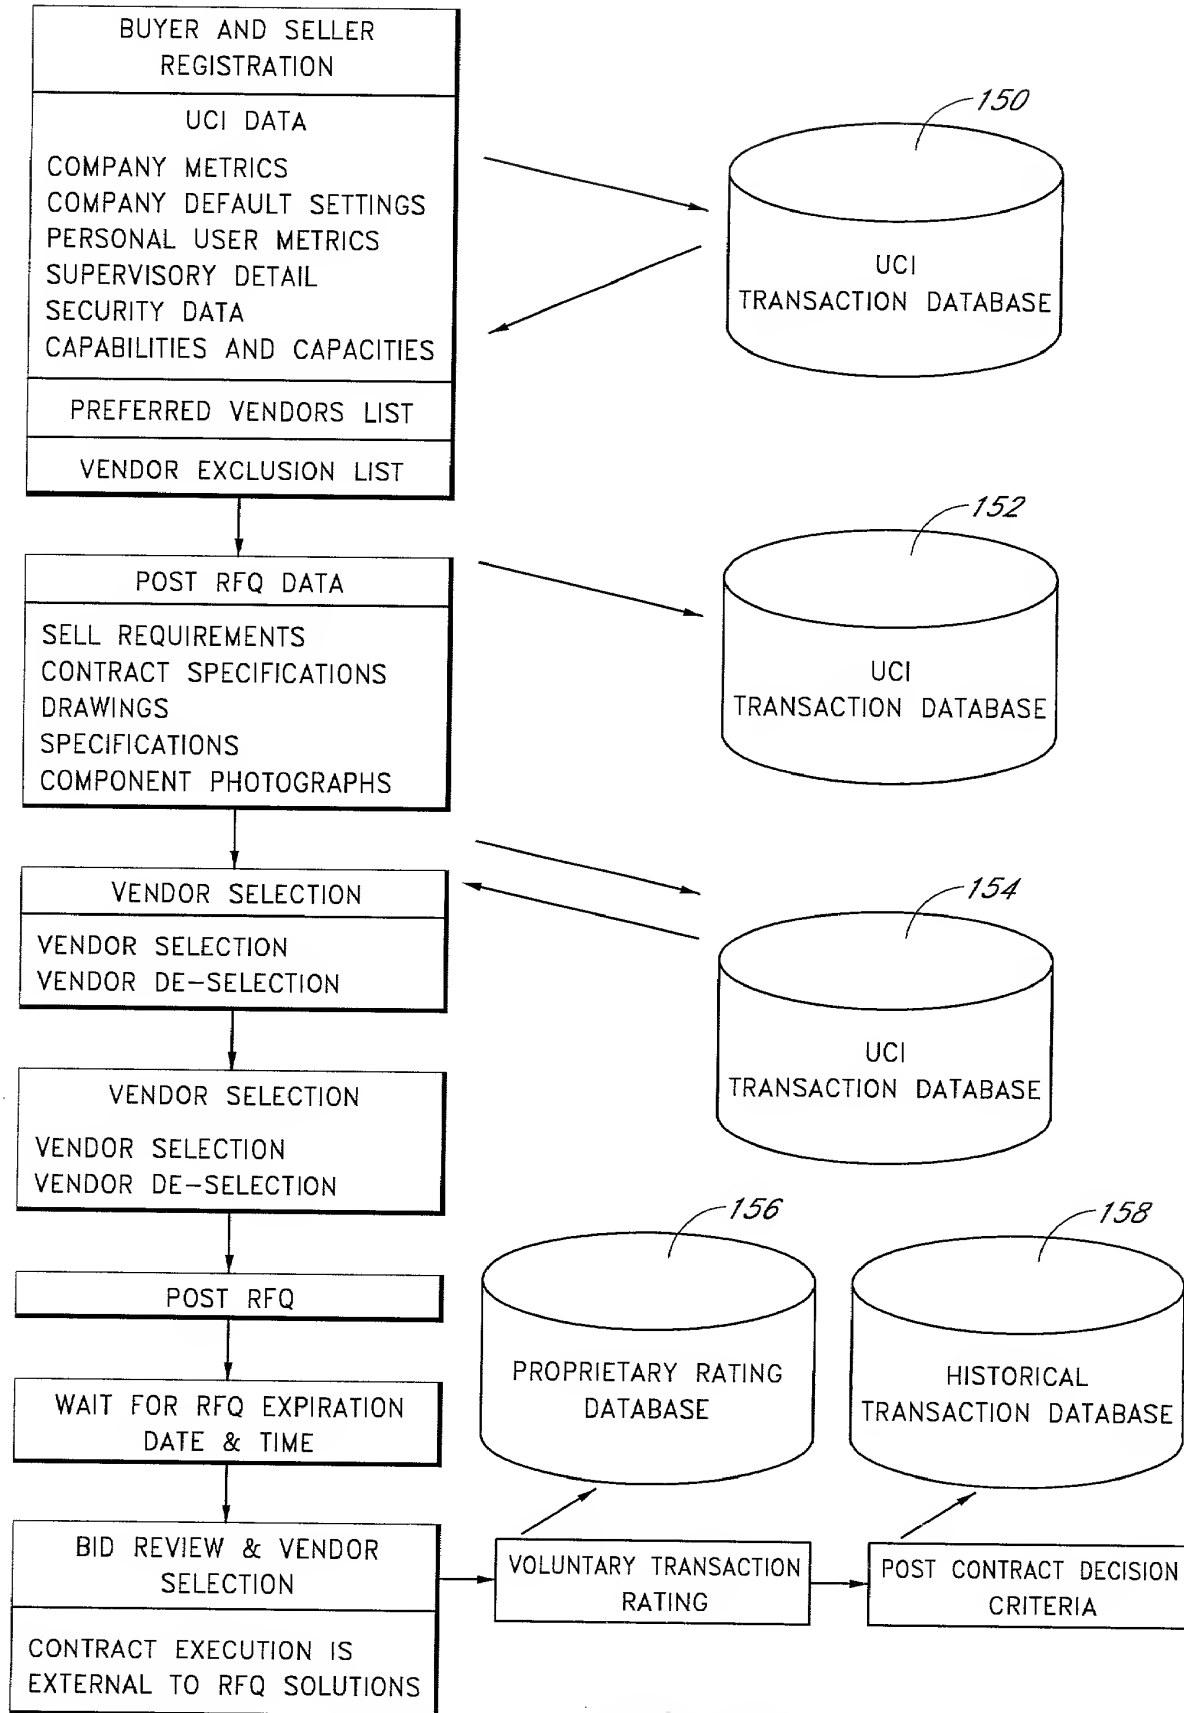 BUYER AND SELLER
REGISTRATION
UCI DATA
COMPANY METRICS
COMPANY DEFAULT SETTINGS
PERSONAL USER METRICS
SUPERVISORY DETAIL
SECURITY DATA
CAPABILITIES AND CAPACITIES
PREFERRED VENDORS LIST
VENDOR EXCLUSION LIST
150
UCI
TRANSACTION DATABASE
POST RFQ DATA
SELL REQUIREMENTS
CONTRACT SPECIFICATIONS
DRAWINGS
SPECIFICATIONS
COMPONENT PHOTOGRAPHS
152
UCI
TRANSACTION DATABASE
VENDOR SELECTION
VENDOR SELECTION
VENDOR DE-SELECTION
154
UCI
TRANSACTION DATABASE
VENDOR SELECTION
VENDOR SELECTION
VENDOR DE-SELECTION
POST RFQ
WAIT FOR RFQ EXPIRATION
DATE & TIME
156
PROPRIETARY RATING
DATABASE
158
HISTORICAL
TRANSACTION DATABASE
BID REVIEW & VENDOR
SELECTION
CONTRACT EXECUTION IS
EXTERNAL TO RFQ SOLUTIONS
VOLUNTARY TRANSACTION
RATING
POST CONTRACT DECISION
CRITERIA